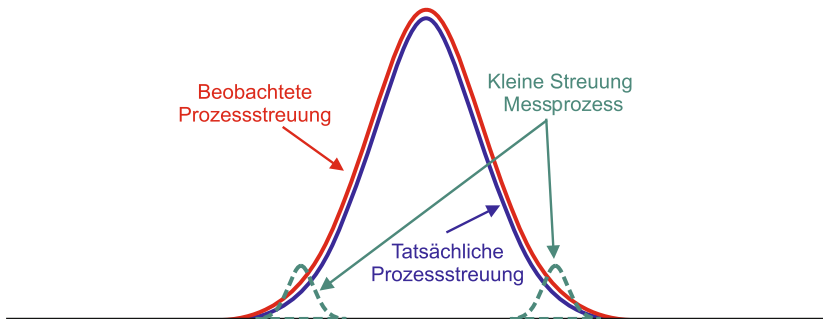 Beobachtete
Prozessstreuung
Kleine Streuung
Messprozess
Tatsächliche
Prozessstreuung